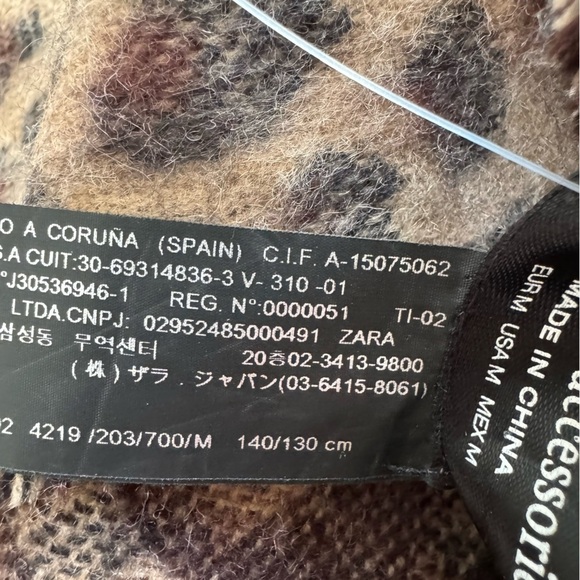 O A CORUÑA (SPAIN) C.I.F. A-15075062
S.A CUIT:30-69314836-3 V- 310 -01
°J30536946-1 REG. N°:0000051 TI-02
LTDA.CNPJ: 02952485000491 ZARA
삼성동 무역센터 20층02-3413-9800
(株)ザラ . ジャパン(03-6415-8061)
02 4219 /203/700/M 140/130 cm
accessori
MADE IN CHINA
EUR M USA M MEX M